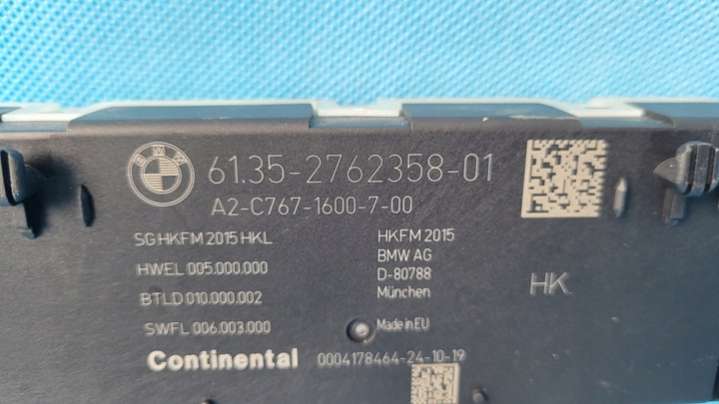 BMW
61.35-2762358-01
A2-C767-1600-7-00
SG HKFM 2015 HKL
HWEL 005.000.000
BTLD 010.000.002
SWFL 006.003.000
HKFM 2015
BMW AG
D-80788
München
Made in EU
HK
Continental 0004178464-24-10-19